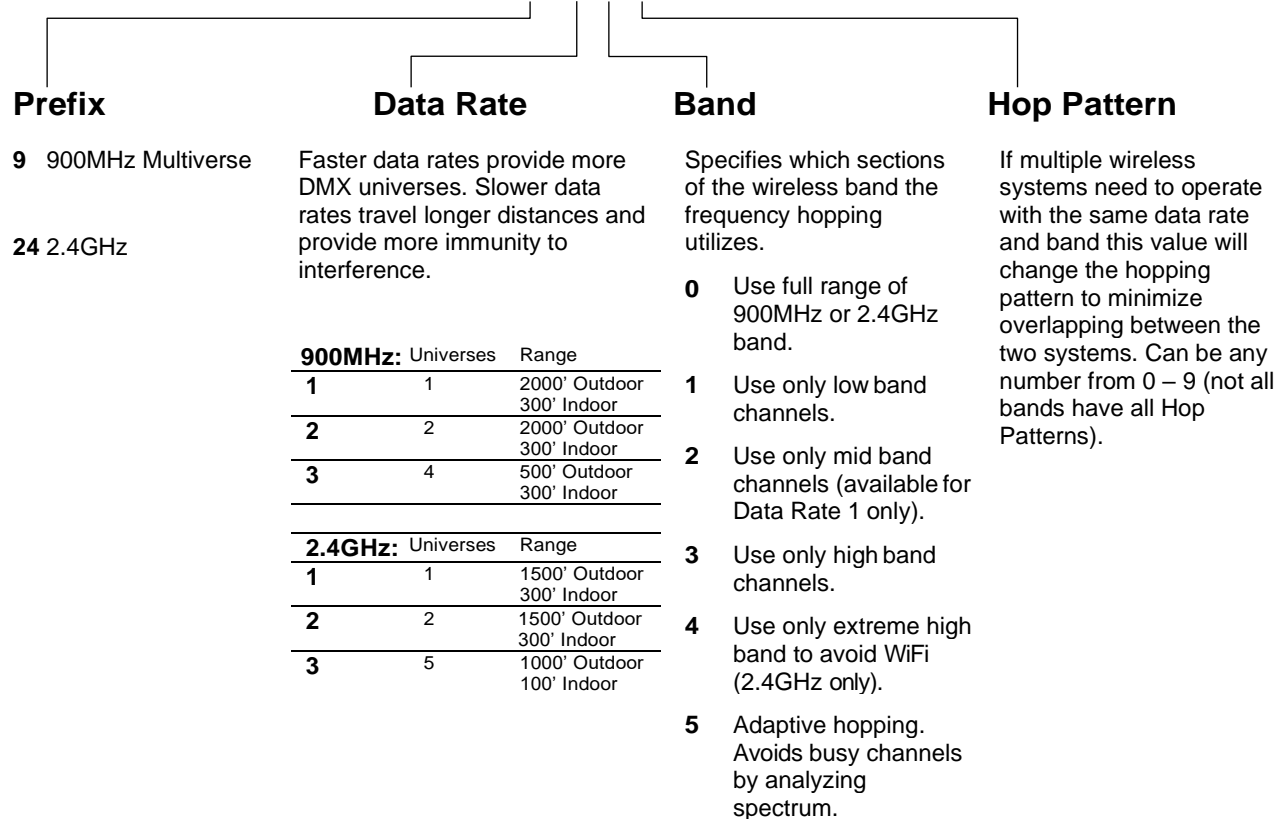 Prefix
9 900MHz Multiverse
24 2.4GHz
Data Rate
Faster data rates provide more
DMX universes. Slower data
rates travel longer distances and
provide more immunity to
interference.
900MHz: Universes Range
1 1 2000’ Outdoor
300’ Indoor
2 2 2000’ Outdoor
300’ Indoor
3 4 500’ Outdoor
300’ Indoor
2.4GHz: Universes Range
1 1 1500’ Outdoor
300’ Indoor
2 2 1500’ Outdoor
300’ Indoor
3 5 1000’ Outdoor
100’ Indoor
Band
Specifies which sections
of the wireless band the
frequency hopping
utilizes.
0 Use full range of
900MHz or 2.4GHz
band.
1 Use only low band
channels.
2 Use only mid band
channels (available for
Data Rate 1 only).
3 Use only high band
channels.
4 Use only extreme high
band to avoid WiFi
(2.4GHz only).
5 Adaptive hopping.
Avoids busy channels
by analyzing
spectrum.
Hop Pattern
If multiple wireless
systems need to operate
with the same data rate
and band this value will
change the hopping
pattern to minimize
overlapping between the
two systems. Can be any
number from 0 – 9 (not all
bands have all Hop
Patterns).